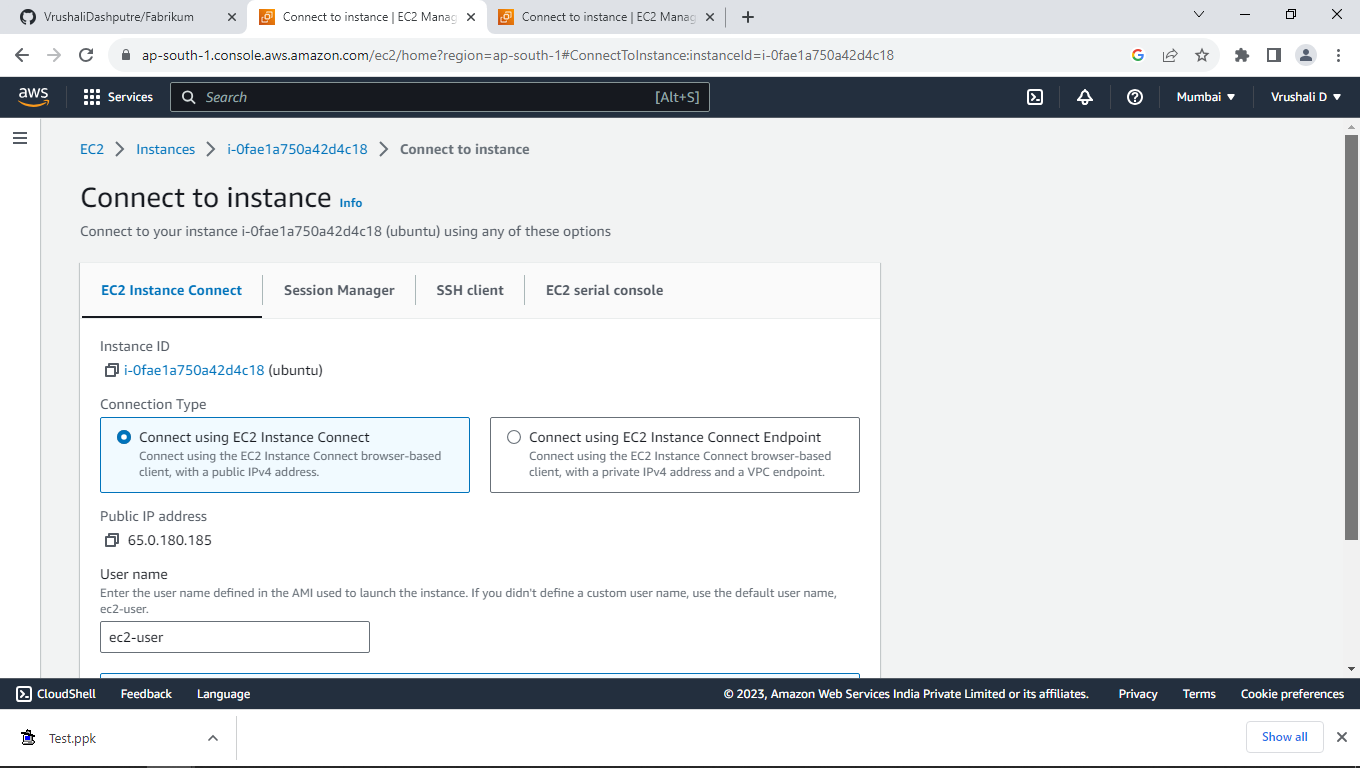 VrushaliDashputre/Fabrikum
Connect to instance | EC2 Manag
Connect to instance | EC2 Manag
ap-south-1.console.aws.amazon.com/ec2/home?region=ap-south-1#ConnectToInstance:instanceId=i-0fae1a750a42d4c18
aws Services Search [Alt+S] Mumbai Vrushali D
EC2 Instances i-0fae1a750a42d4c18 Connect to instance
Connect to instance Info
Connect to your instance i-0fae1a750a42d4c18 (ubuntu) using any of these options
EC2 Instance Connect Session Manager SSH client EC2 serial console
Instance ID
i-0fae1a750a42d4c18 (ubuntu)
Connection Type
Connect using EC2 Instance Connect
Connect using the EC2 Instance Connect browser-based
client, with a public IPv4 address.
Connect using EC2 Instance Connect Endpoint
Connect using the EC2 Instance Connect browser-based
client, with a private IPv4 address and a VPC endpoint.
Public IP address
65.0.180.185
User name
Enter the user name defined in the AMI used to launch the instance. If you didn't define a custom user name, use the default user name,
ec2-user.
ec2-user
CloudShell Feedback Language © 2023, Amazon Web Services India Private Limited or its affiliates. Privacy Terms Cookie preferences
Test.ppk Show all